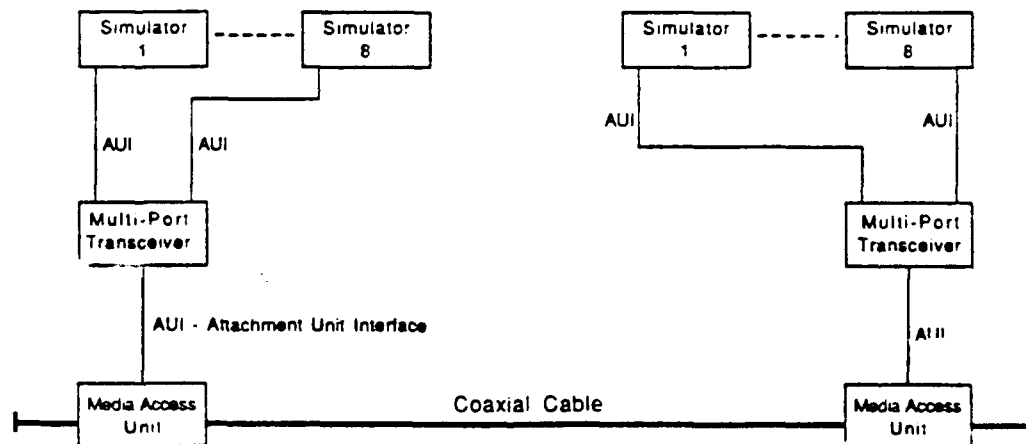 Simulator
1
Simulator
8
Simulator
1
Simulator
8
AUI
AUI
AUI
AUI
Multi-Port
Transceiver
Multi-Port
Transceiver
AUI - Attachment Unit Interface
AUI
Media Access
Unit
Coaxial Cable
Media Access
Unit